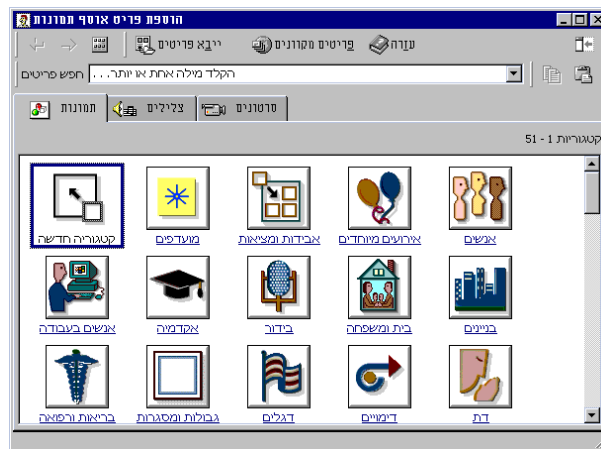 הוספת פריט אוסף תמונות
ייבא פריטים פריטים מקוונים עזרה
חפש פריטים הקלד מילה אחת או יותר...
תמונות צלילים סרטונים
קטגוריות 1 - 51
קטגוריה חדשה מועדפים אבידות ומציאות אירועים מיוחדים אנשים
אנשים בעבודה אקדמיה בידור בית ומשפחה בניינים
בריאות ורפואה גבולות ומסגרות דגלים דימויים דת